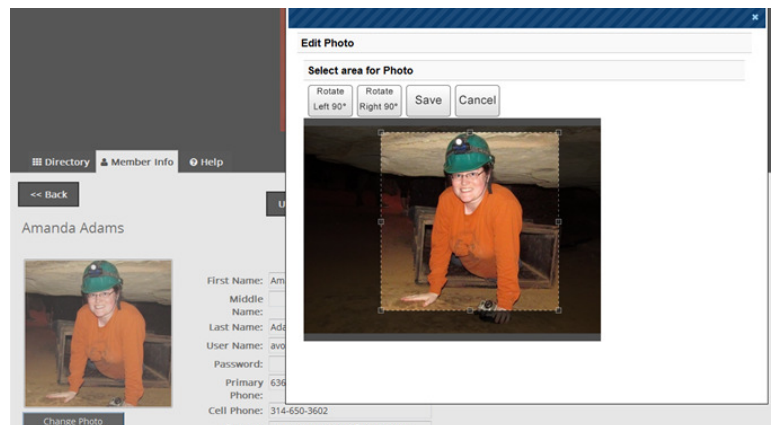 ×
Edit Photo
Select area for Photo
Rotate Left 90°
Rotate Right 90°
Save
Cancel
Directory
Member Info
Help
<< Back
U
Amanda Adams
First Name: Am
Middle
Name:
Last Name: Ada
User Name: avo
Password:
Primary 636
Phone:
Cell Phone: 314-650-3602
Change Photo